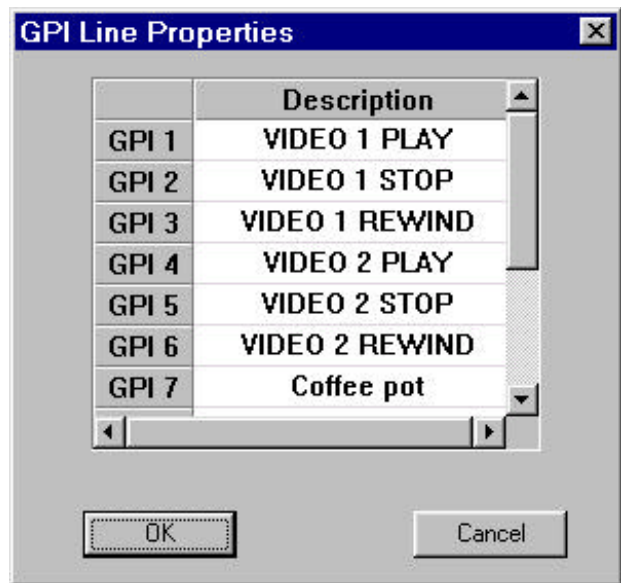 GPI Line Properties
Description
GPI 1 VIDEO 1 PLAY
GPI 2 VIDEO 1 STOP
GPI 3 VIDEO 1 REWIND
GPI 4 VIDEO 2 PLAY
GPI 5 VIDEO 2 STOP
GPI 6 VIDEO 2 REWIND
GPI 7 Coffee pot
OK Cancel